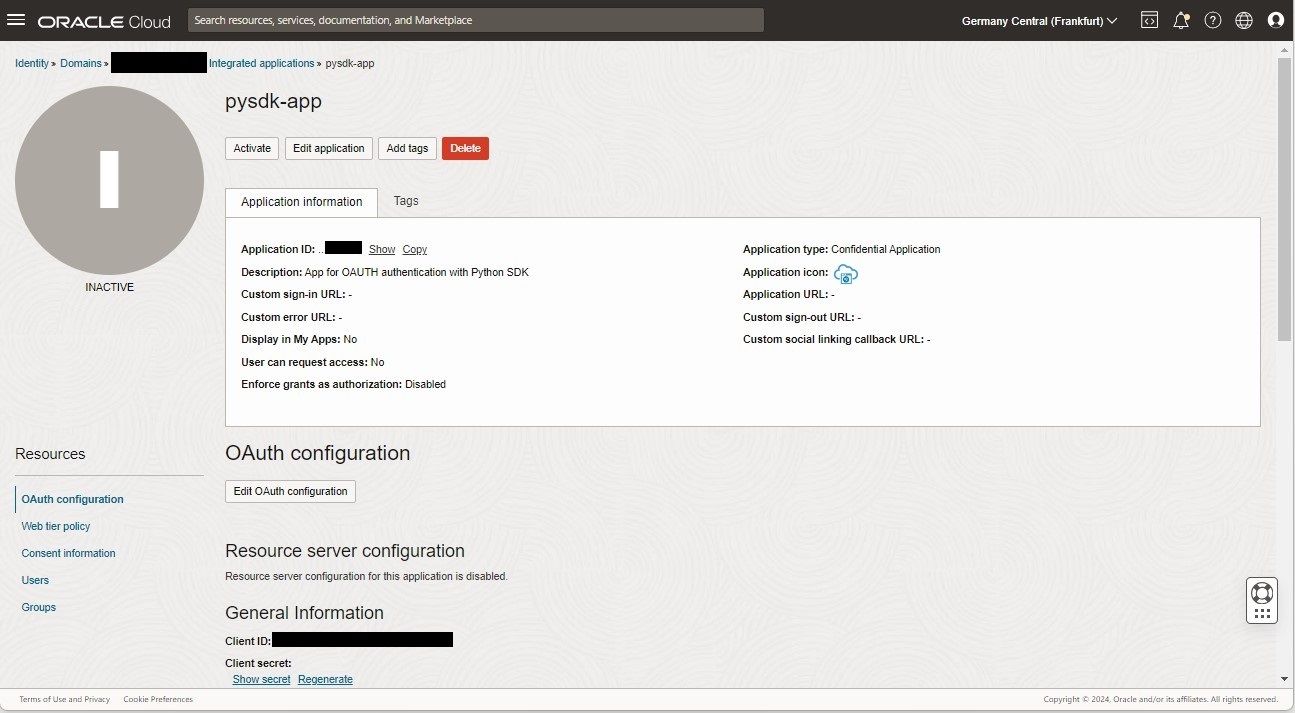 ORACLE Cloud Search resources, services, documentation, and Marketplace Germany Central (Frankfurt)
Identity » Domains » Integrated applications » pysdk-app
I
INACTIVE
pysdk-app
Activate Edit application Add tags Delete
Application information Tags
Application ID: ... Show Copy
Description: App for OAUTH authentication with Python SDK
Custom sign-in URL: -
Custom error URL: -
Display in My Apps: No
User can request access: No
Enforce grants as authorization: Disabled
Application type: Confidential Application
Application icon:
Application URL: -
Custom sign-out URL: -
Custom social linking callback URL: -
Resources
OAuth configuration
Web tier policy
Consent information
Users
Groups
OAuth configuration
Edit OAuth configuration
Resource server configuration
Resource server configuration for this application is disabled.
General Information
Client ID:
Client secret:
Show secret Regenerate
Terms of Use and Privacy Cookie Preferences Copyright © 2024, Oracle and/or its affiliates. All rights reserved.